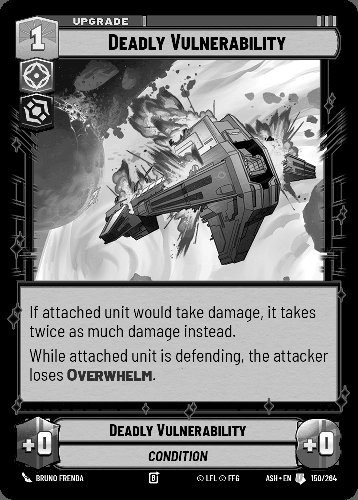 UPGRADE
1
DEADLY VULNERABILITY
If attached unit would take damage, it takes
twice as much damage instead.
While attached unit is defending, the attacker
loses OVERWHELM.
+0
DEADLY VULNERABILITY
CONDITION
+0
BRUNO FRENDA
© LFL © FFG
ASH • EN
150/264